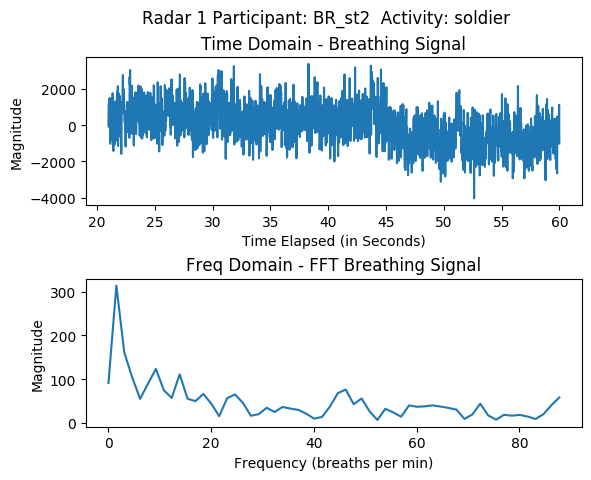 Radar 1 Participant: BR_st2  Activity: soldier
Time Domain - Breathing Signal
Magnitude
2000
0
−2000
−4000
20 25 30 35 40 45 50 55 60
Time Elapsed (in Seconds)
Freq Domain - FFT Breathing Signal
Magnitude
300
200
100
0
0 20 40 60 80
Frequency (breaths per min)